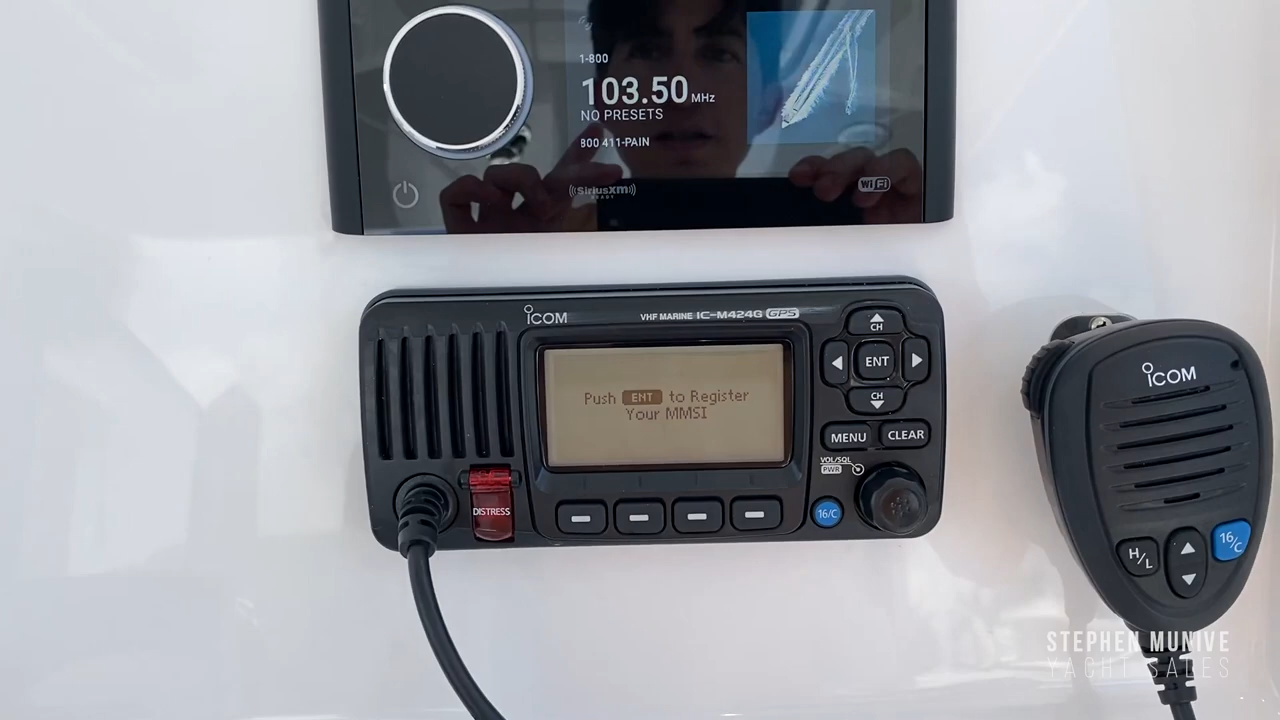 1-800
103.50 MHz
NO PRESETS
800 411-PAIN
((SiriusXM))
READY
WiFi
ICOM
VHF MARINE IC-M424G GPS
CH
ENT
CH
Push ENT to Register
Your MMSI
MENU
CLEAR
VOL/SQL
PWR
DISTRESS
16/C
ICOM
H/L
16/C
STEPHEN MUNIVE
YACHT SALES